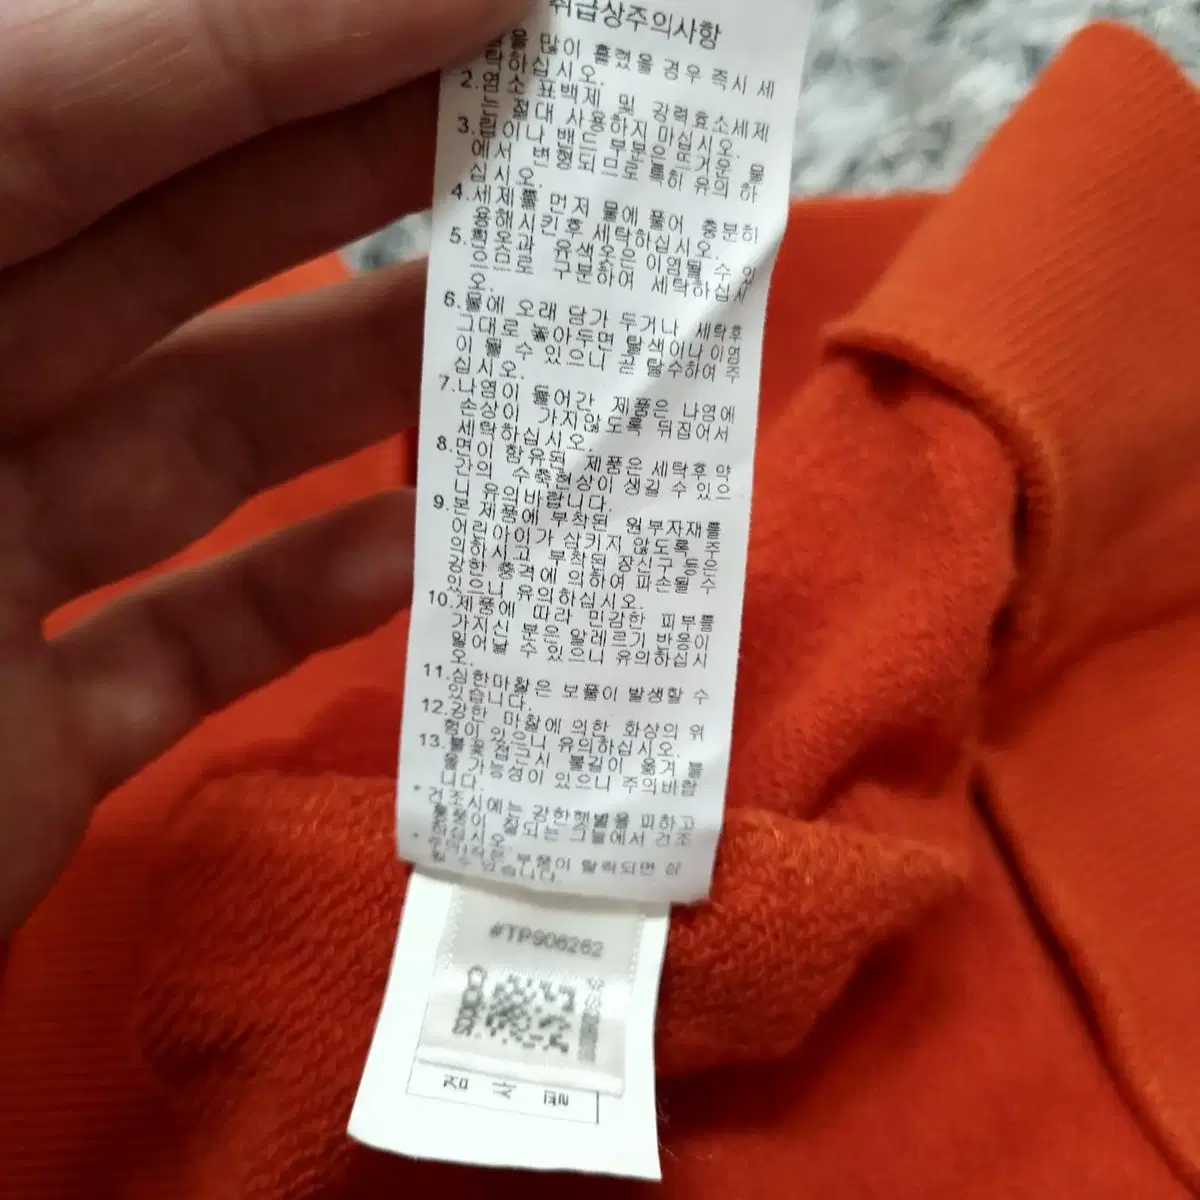 취급상주의사항
을 많이 흘렸을 경우 즉시 세
탁하십시오.
2.염소 표백제 및 강력효소세제
는 절대 사용하지 마십시오.
3.립이나 밴드 부분은 뜨거운 물
에서 변형되므로 특히 유의 하
십시오.
4.세제를 먼저 물에 풀어 충분히
용해시킨후 세탁하십시오.
5.흰옷과 유색옷은 이염될 수 있
으므로 구분하여 세탁하십시
오.
6.물에 오래 담가 두거나 세탁후
그대로 놓아두면 탈색이나 이염
이 될 수 있으니 곧 탈수하여 주
십시오.
7.나염이 들어간 제품은 나염에
손상이 가지않도록 뒤집어서
세탁하십시오.
8.면이 함유된 제품은 세탁후 약
간의 수축현상이 생길 수 있으
니 유의바랍니다.
9.본 제품에 부착된 원부자재를
어린아이가 삼키지 않도록 주
의하시고 부착된 장신구 등은
강한 충격에 의하여 파손될 수
있으니 유의하십시오.
10.제품에 따라 민감한 피부를
가지신 분은 알레르기 반응이
일어날 수 있으니 유의하십시
오.
11.심한마찰은 보풀이 발생할 수
있습니다.
12.강한 마찰에 의한 화상의 위
험이 있으니 유의하십시오.
13.불꽃 접근시 불길이 옮겨 붙
을 가능성이 있으니 주의바랍
니다.
* 건조시에는 강한햇볕을 피하고
통풍이 잘되는 그늘에서 건조
하십시오.
* 부품이 탈락되면 삼
킬 수 있습니다.
#TP906262